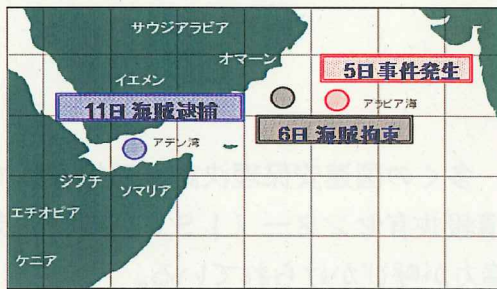 サウジアラビア
オマーン
5日事件発生
イエメン
11日 海賊逮捕
アラビア海
6日 海賊拘束
アデン湾
ジブチ
ソマリア
エチオピア
ケニア